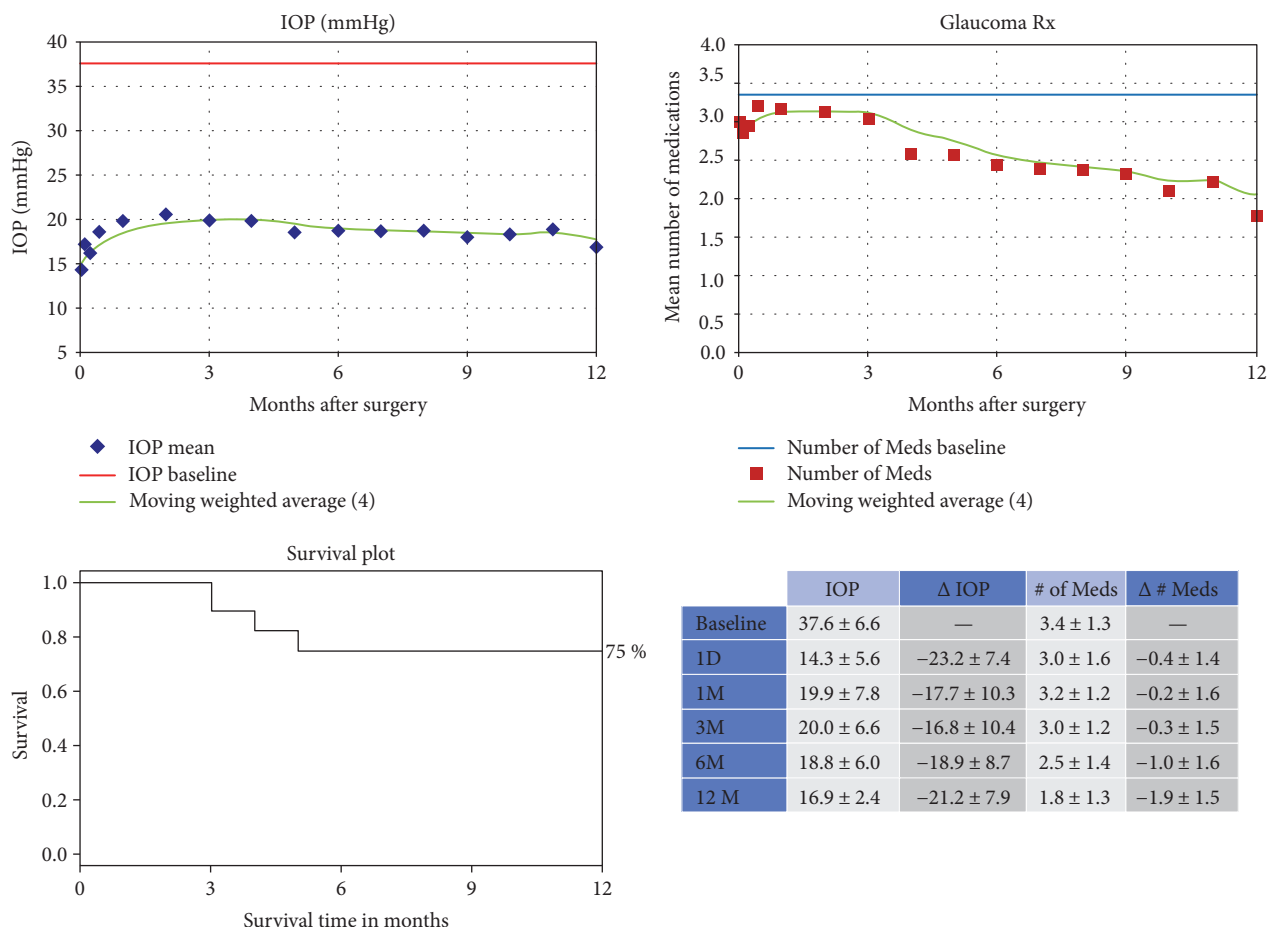 IOP (mmHg)
40
35
30
25
20
15
10
5
IOP (mmHg)
0 3 6 9 12
Months after surgery
IOP mean
IOP baseline
Moving weighted average (4)
Glaucoma Rx
4.0
3.5
3.0
2.5
2.0
1.5
1.0
0.5
0.0
Mean number of medications
0 3 6 9 12
Months after surgery
Number of Meds baseline
Number of Meds
Moving weighted average (4)
Survival plot
1.0
0.8
0.6
0.4
0.2
0.0
Survival
75 %
0 3 6 9 12
Survival time in months
IOP Δ IOP # of Meds Δ # Meds
Baseline 37.6 ± 6.6 — 3.4 ± 1.3 —
1D 14.3 ± 5.6 −23.2 ± 7.4 3.0 ± 1.6 −0.4 ± 1.4
1M 19.9 ± 7.8 −17.7 ± 10.3 3.2 ± 1.2 −0.2 ± 1.6
3M 20.0 ± 6.6 −16.8 ± 10.4 3.0 ± 1.2 −0.3 ± 1.5
6M 18.8 ± 6.0 −18.9 ± 8.7 2.5 ± 1.4 −1.0 ± 1.6
12 M 16.9 ± 2.4 −21.2 ± 7.9 1.8 ± 1.3 −1.9 ± 1.5